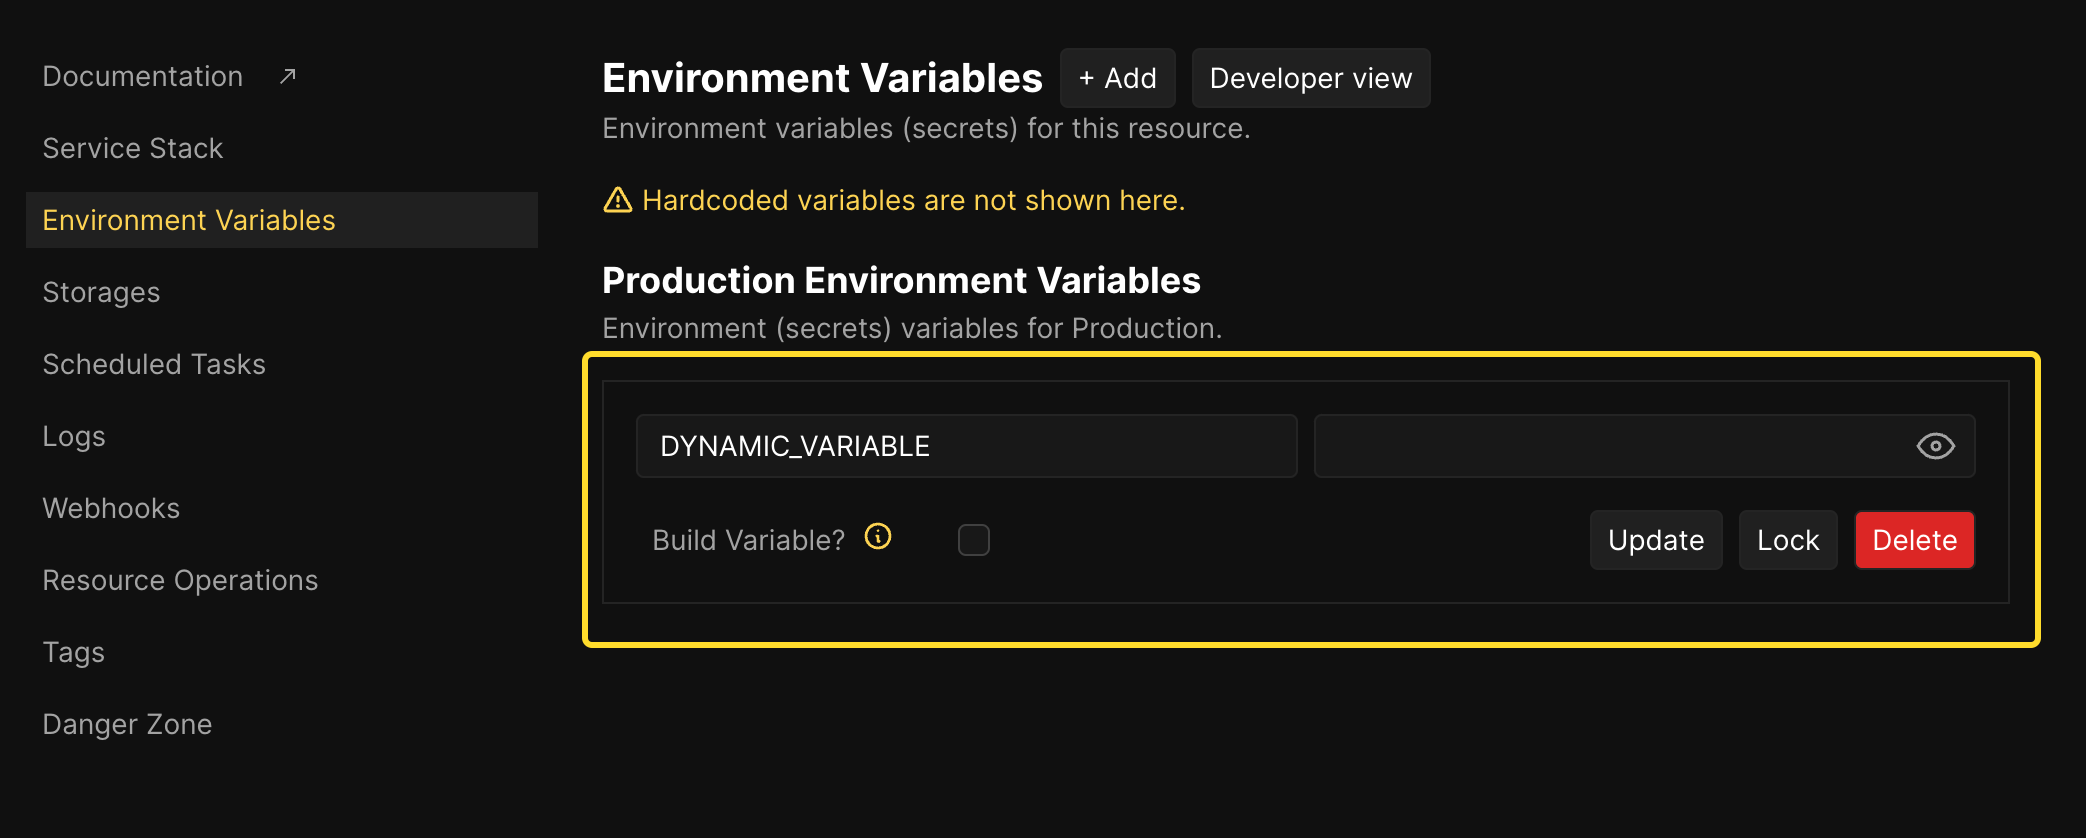 Documentation
Service Stack
Environment Variables
Storages
Scheduled Tasks
Logs
Webhooks
Resource Operations
Tags
Danger Zone
Environment Variables
+ Add
Developer view
Environment variables (secrets) for this resource.
Hardcoded variables are not shown here.
Production Environment Variables
Environment (secrets) variables for Production.
DYNAMIC_VARIABLE
Build Variable?
Update
Lock
Delete